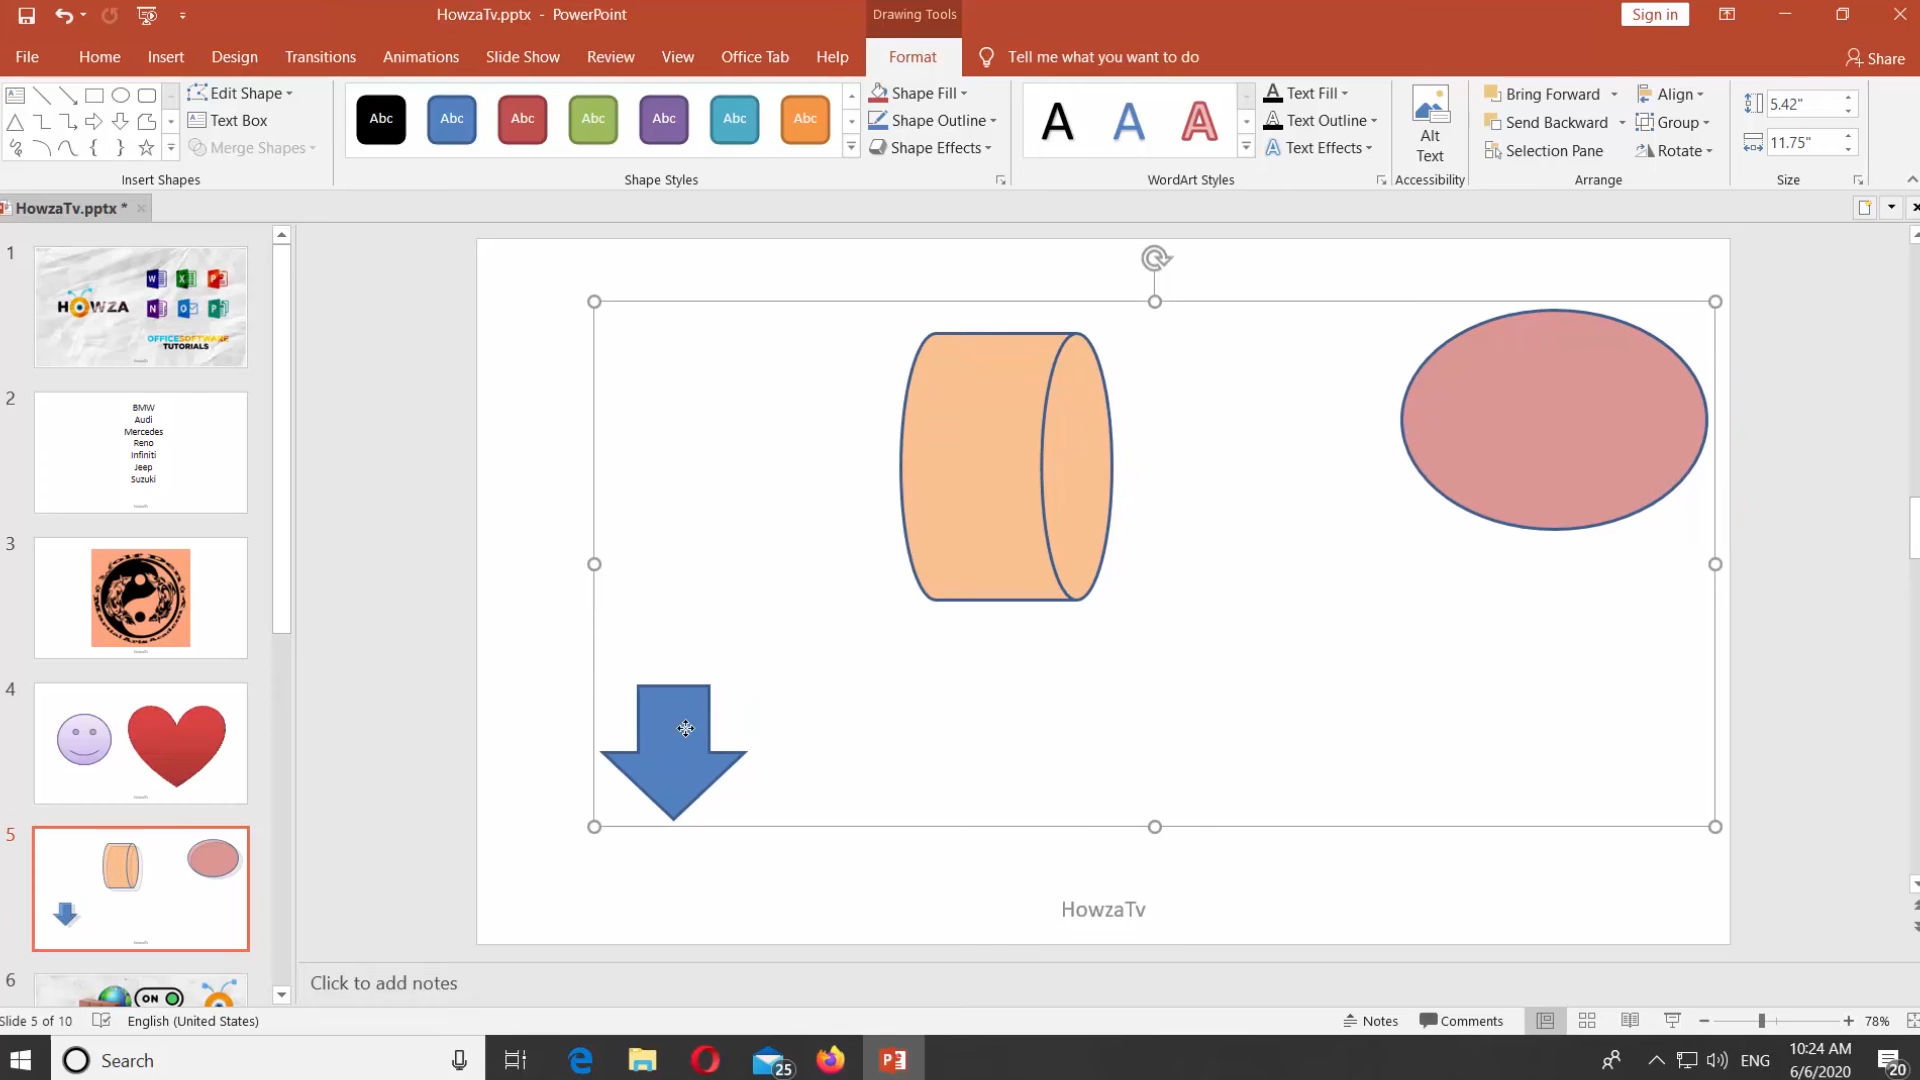 HowzaTv.pptx - PowerPoint
Drawing Tools
Sign in
File Home Insert Design Transitions Animations Slide Show Review View Office Tab Help Format Tell me what you want to do
Share
Edit Shape
Text Box
Merge Shapes
Insert Shapes
Abc Abc Abc Abc Abc Abc Abc
Shape Fill
Shape Outline
Shape Effects
Shape Styles
A A A
Text Fill
Text Outline
Text Effects
WordArt Styles
Alt
Text
Accessibility
Bring Forward
Send Backward
Selection Pane
Align
Group
Rotate
Arrange
5.42"
11.75"
Size
HowzaTv.pptx *
1
HOWZA
OFFICESOFTWARE
TUTORIALS
2
BMW
Audi
Mercedes
Reno
Infiniti
Jeep
Suzuki
3
Wolf Den
Martial Arts Academy
4
5
6
ON
HowzaTv
Click to add notes
Slide 5 of 10
English (United States)
Notes
Comments
78%
Search
25
ENG
10:24 AM
6/6/2020
20